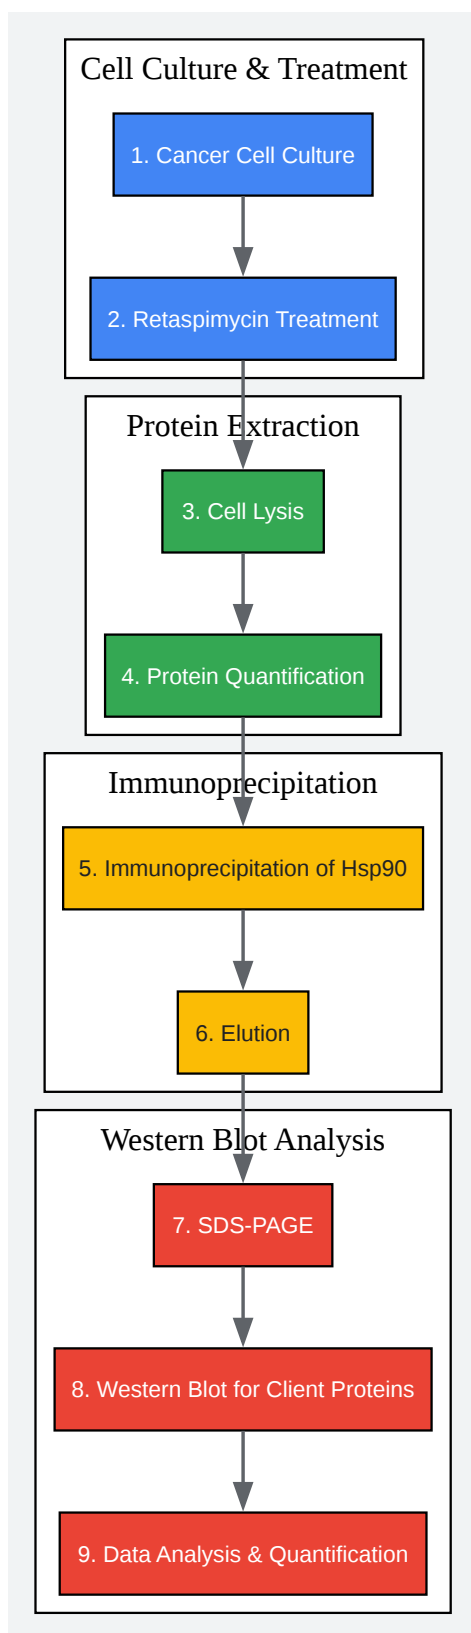 Cell Culture & Treatment
1. Cancer Cell Culture
2. Retaspimycin Treatment
Protein Extraction
3. Cell Lysis
4. Protein Quantification
Immunoprecipitation
5. Immunoprecipitation of Hsp90
6. Elution
Western Blot Analysis
7. SDS-PAGE
8. Western Blot for Client Proteins
9. Data Analysis & Quantification